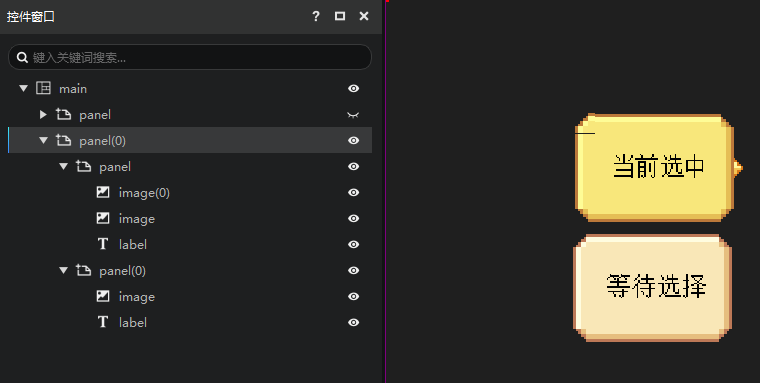 控件窗口
?
键入关键词搜索...
main
panel
panel(0)
panel
image(0)
image
label
panel(0)
image
label
当前选中
等待选择